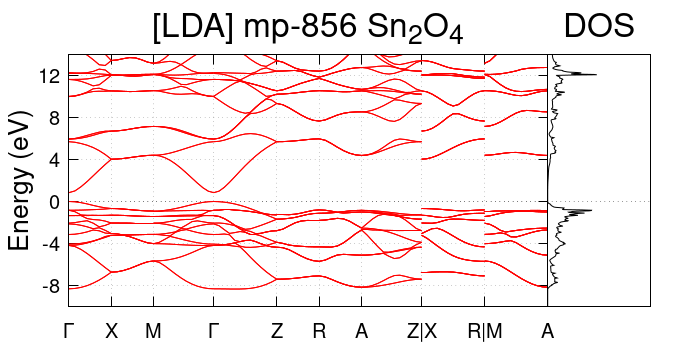 [LDA] mp-856 Sn₂O₄ DOS
Energy (eV)
12
8
4
0
-4
-8
Γ X M Γ Z R A Z|X R|M A